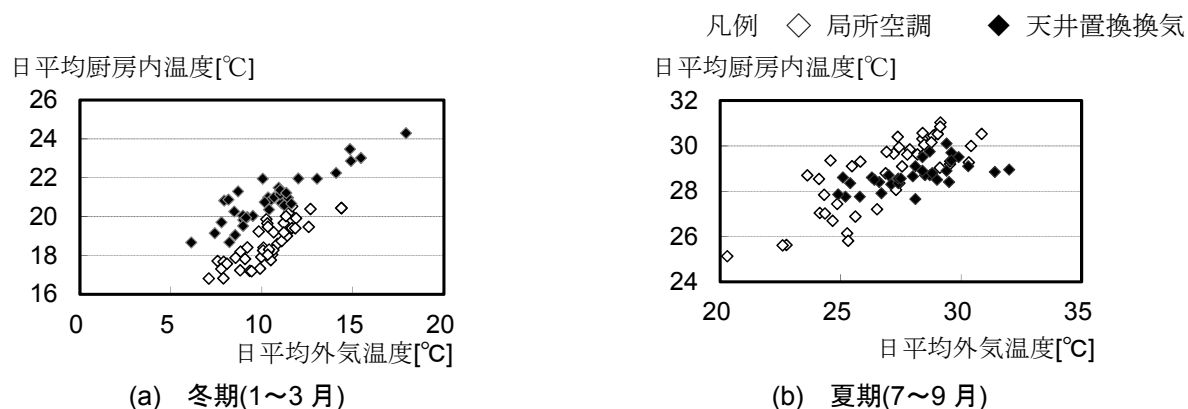 凡例 ◇ 局所空調 ◆ 天井置換換気
日平均厨房内温度[℃]
26
24
22
20
18
16
0 5 10 15 20
日平均外気温度[℃]
(a) 冬期(1～3 月)
日平均厨房内温度[℃]
32
30
28
26
24
20 25 30 35
日平均外気温度[℃]
(b) 夏期(7～9 月)